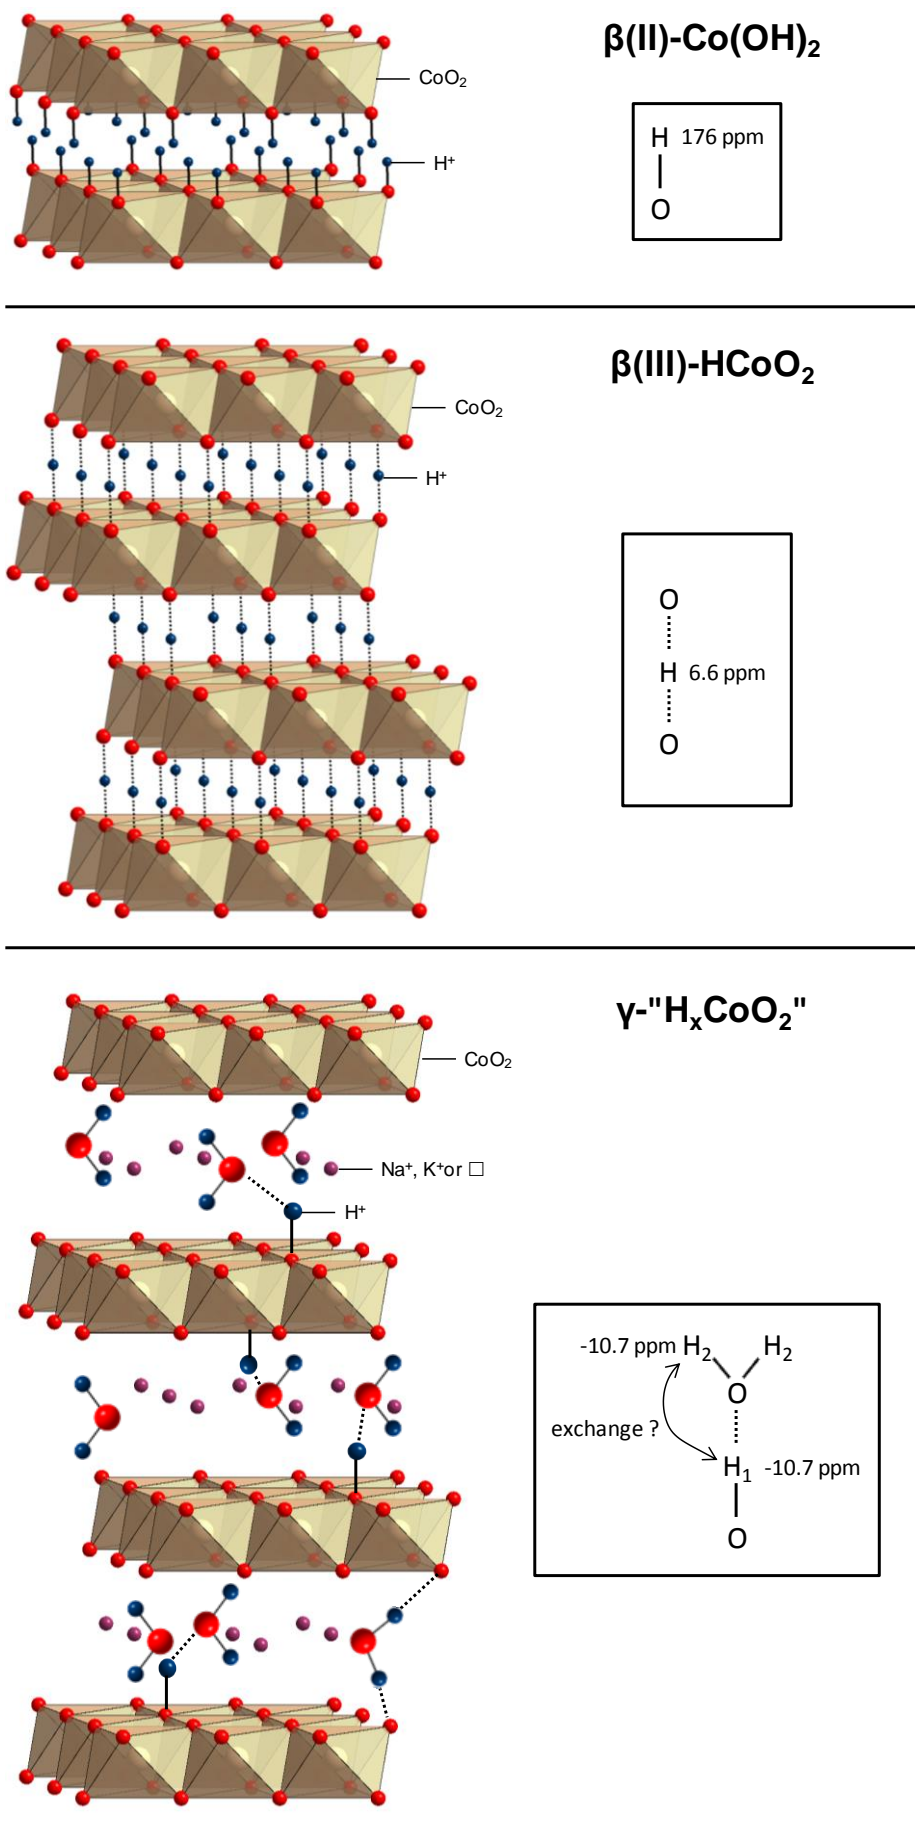 β(II)-Co(OH)₂
CoO₂
H⁺
H 176 ppm
O
β(III)-HCoO₂
CoO₂
H⁺
O
H 6.6 ppm
O
γ-"HₓCoO₂"
CoO₂
Na⁺, K⁺or □
H⁺
-10.7 ppm H₂ H₂
O
exchange ?
H₁ -10.7 ppm
O